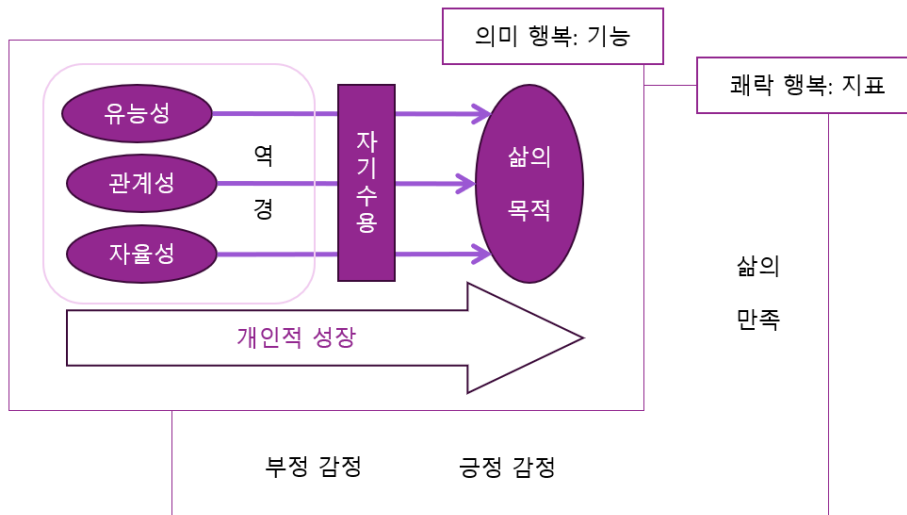 의미 행복: 기능
쾌락 행복: 지표
유능성
관계성
자율성
역
경
자
기
수
용
삶의
목적
개인적 성장
삶의
만족
부정 감정
긍정 감정